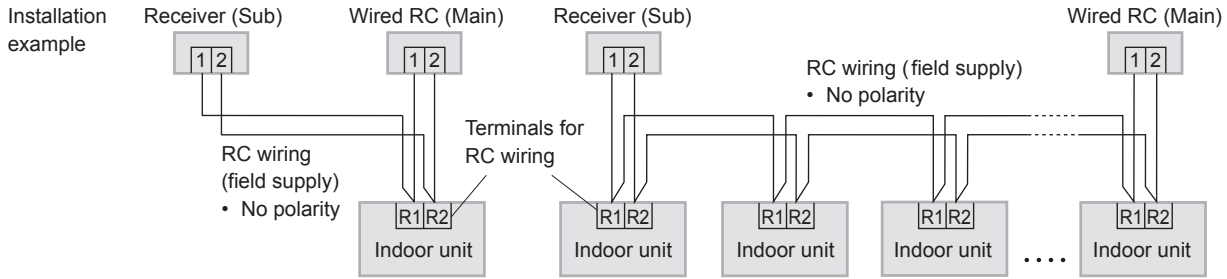 Installation
example
Receiver (Sub)
Wired RC (Main)
Receiver (Sub)
Wired RC (Main)
1 2
1 2
1 2
1 2
RC wiring (field supply)
• No polarity
Terminals for
RC wiring
RC wiring
(field supply)
• No polarity
R1 R2
R1 R2
R1 R2
R1 R2
R1 R2
Indoor unit
Indoor unit
Indoor unit
Indoor unit
....
Indoor unit